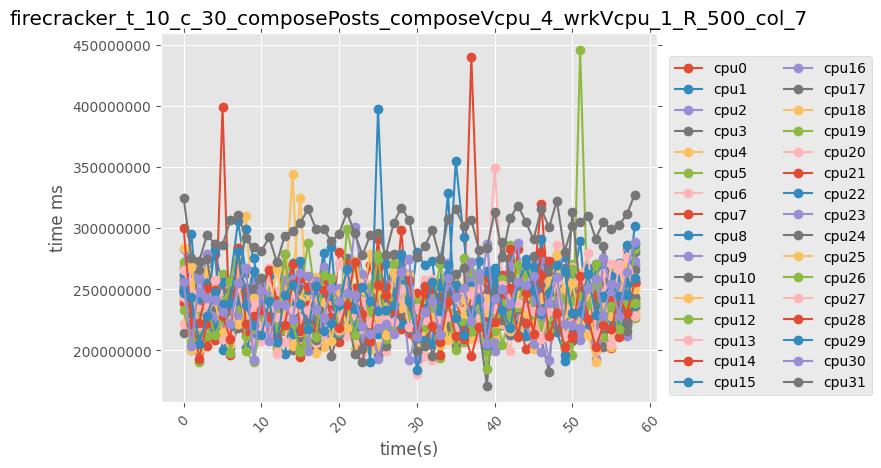 firecracker_t_10_c_30_composePosts_composeVcpu_4_wrkVcpu_1_R_500_col_7
450000000
400000000
350000000
300000000
250000000
200000000
time ms
0
10
20
30
40
50
60
time(s)
cpu0
cpu1
cpu2
cpu3
cpu4
cpu5
cpu6
cpu7
cpu8
cpu9
cpu10
cpu11
cpu12
cpu13
cpu14
cpu15
cpu16
cpu17
cpu18
cpu19
cpu20
cpu21
cpu22
cpu23
cpu24
cpu25
cpu26
cpu27
cpu28
cpu29
cpu30
cpu31